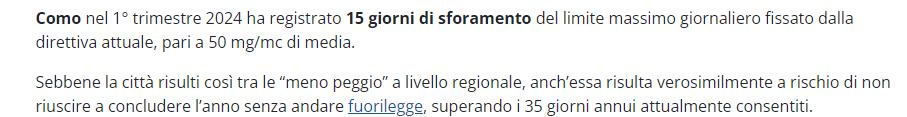 Como nel 1° trimestre 2024 ha registrato 15 giorni di sforamento del limite massimo giornaliero fissato dalla
direttiva attuale, pari a 50 mg/mc di media.
Sebbene la città risulti così tra le “meno peggio” a livello regionale, anch’essa risulta verosimilmente a rischio di non
riuscire a concludere l’anno senza andare fuorilegge, superando i 35 giorni annui attualmente consentiti.